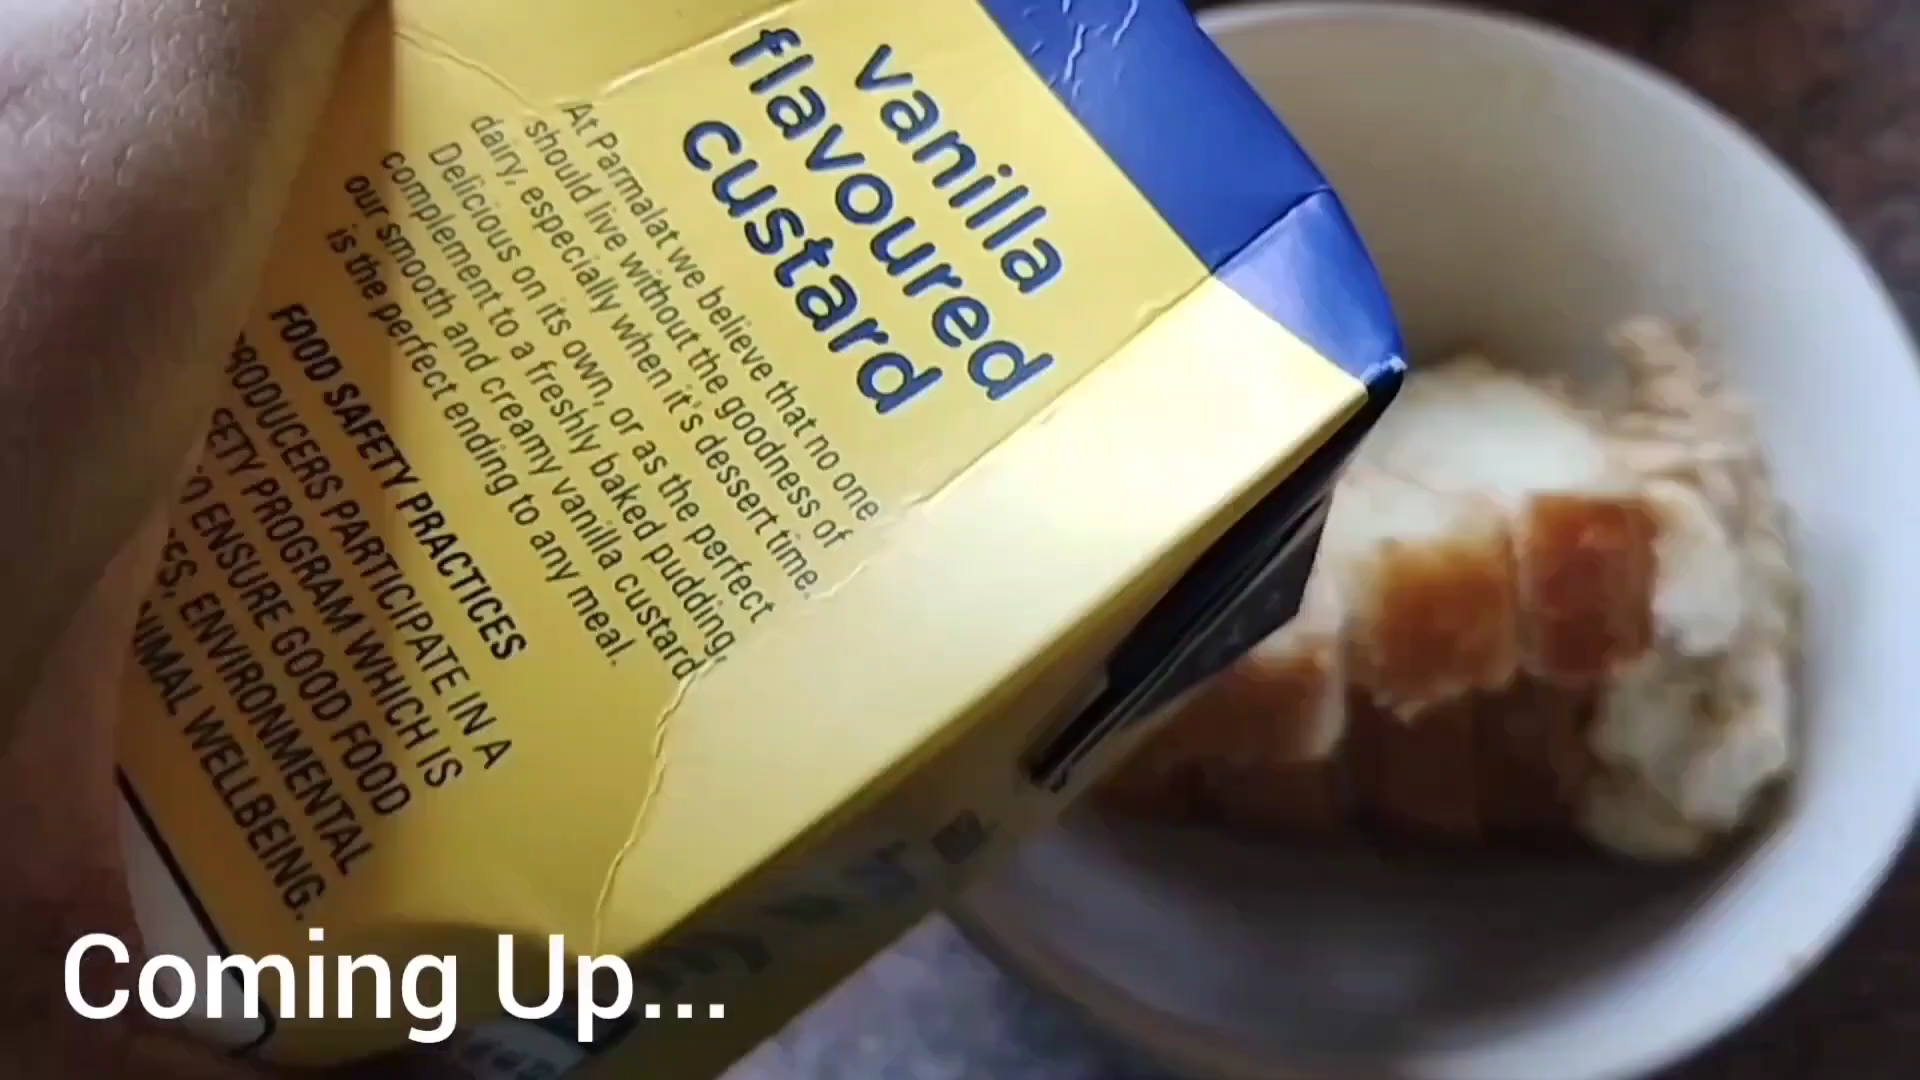 vanilla
flavoured
custard
At Parmalat we believe that no one
should live without the goodness of
dairy, especially when it's dessert time.
Delicious on its own, or as the perfect
complement to a freshly baked pudding,
our smooth and creamy vanilla custard
is the perfect ending to any meal.
FOOD SAFETY PRACTICES
PRODUCERS PARTICIPATE IN A
PROGRAM WHICH IS
ENSURE GOOD FOOD
ENVIRONMENTAL
WELLBEING.
Coming Up...